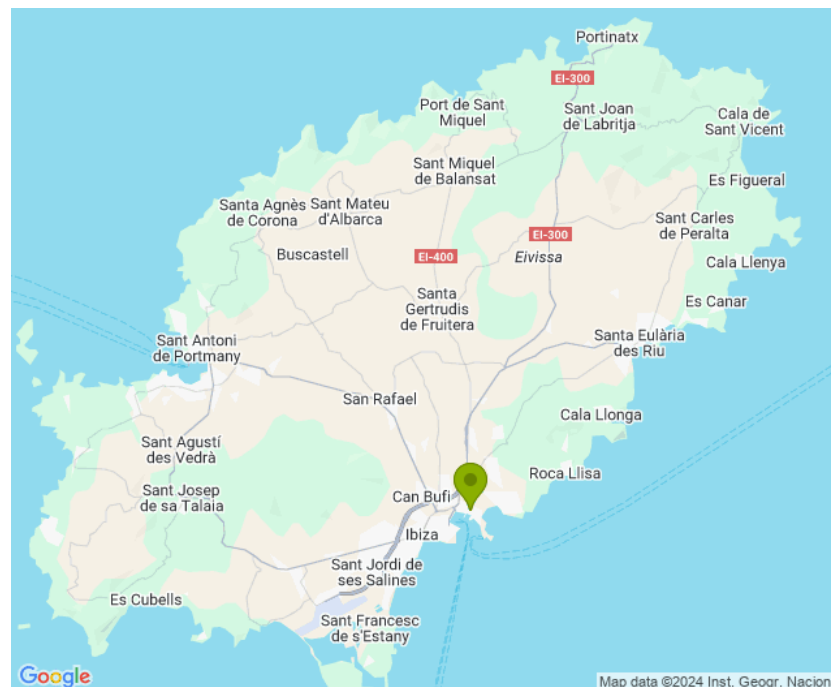 Portinatx
EI-300
Port de Sant
Miquel
Sant Joan
de Labritja
Cala de
Sant Vicent
Sant Miquel
de Balansat
Es Figueral
Santa Agnès
de Corona
Sant Mateu
d'Albarca
Sant Carles
de Peralta
EI-300
Buscastell
EI-400
Eivissa
Cala Llenya
Santa
Gertrudis
de Fruitera
Es Canar
Sant Antoni
de Portmany
Santa Eulària
des Riu
San Rafael
Cala Llonga
Sant Agustí
des Vedrà
Roca Llisa
Sant Josep
de sa Talaia
Can Bufi
Ibiza
Sant Jordi de
ses Salines
Es Cubells
Sant Francesc
de s'Estany
Google
Map data ©2024 Inst. Geogr. Nacion